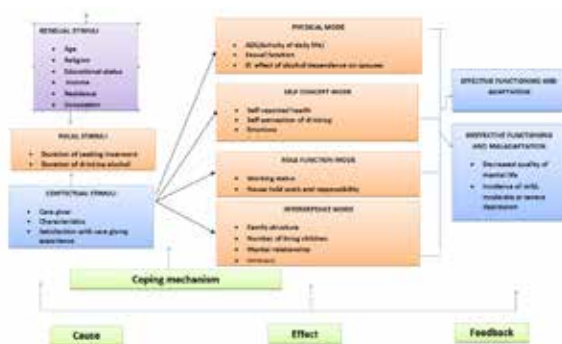 RESIDUAL STIMULI
Age
Religion
Educational status
Income
Residence
Occupation
FOCAL STIMULI
Duration of seeking treatment
Duration of drinking alcohol
CONTEXTUAL STIMULI
Care giver
Characteristics
Satisfaction with care giving
experience
PHYSICAL MODE
ADL(Activity of daily life)
Sexual function
effect of alcohol dependence on spouses
SELF CONCEPT MODE
Self reported health
Self perception of drinking
Emotions
ROLE FUNCTION MODE
Working status
House hold work and responsibility
MODE
Family structure
Number of living children
Marital relationship
EFFECTIVE FUNCTIONING AND
ADAPTATION
INEFFECTIVE FUNCTIONING
AND MALADAPTATION
Decreased quality of
marital life
Incidence of mild,
moderate or severe
depression
Coping mechanism
Cause
Effect
Feedback